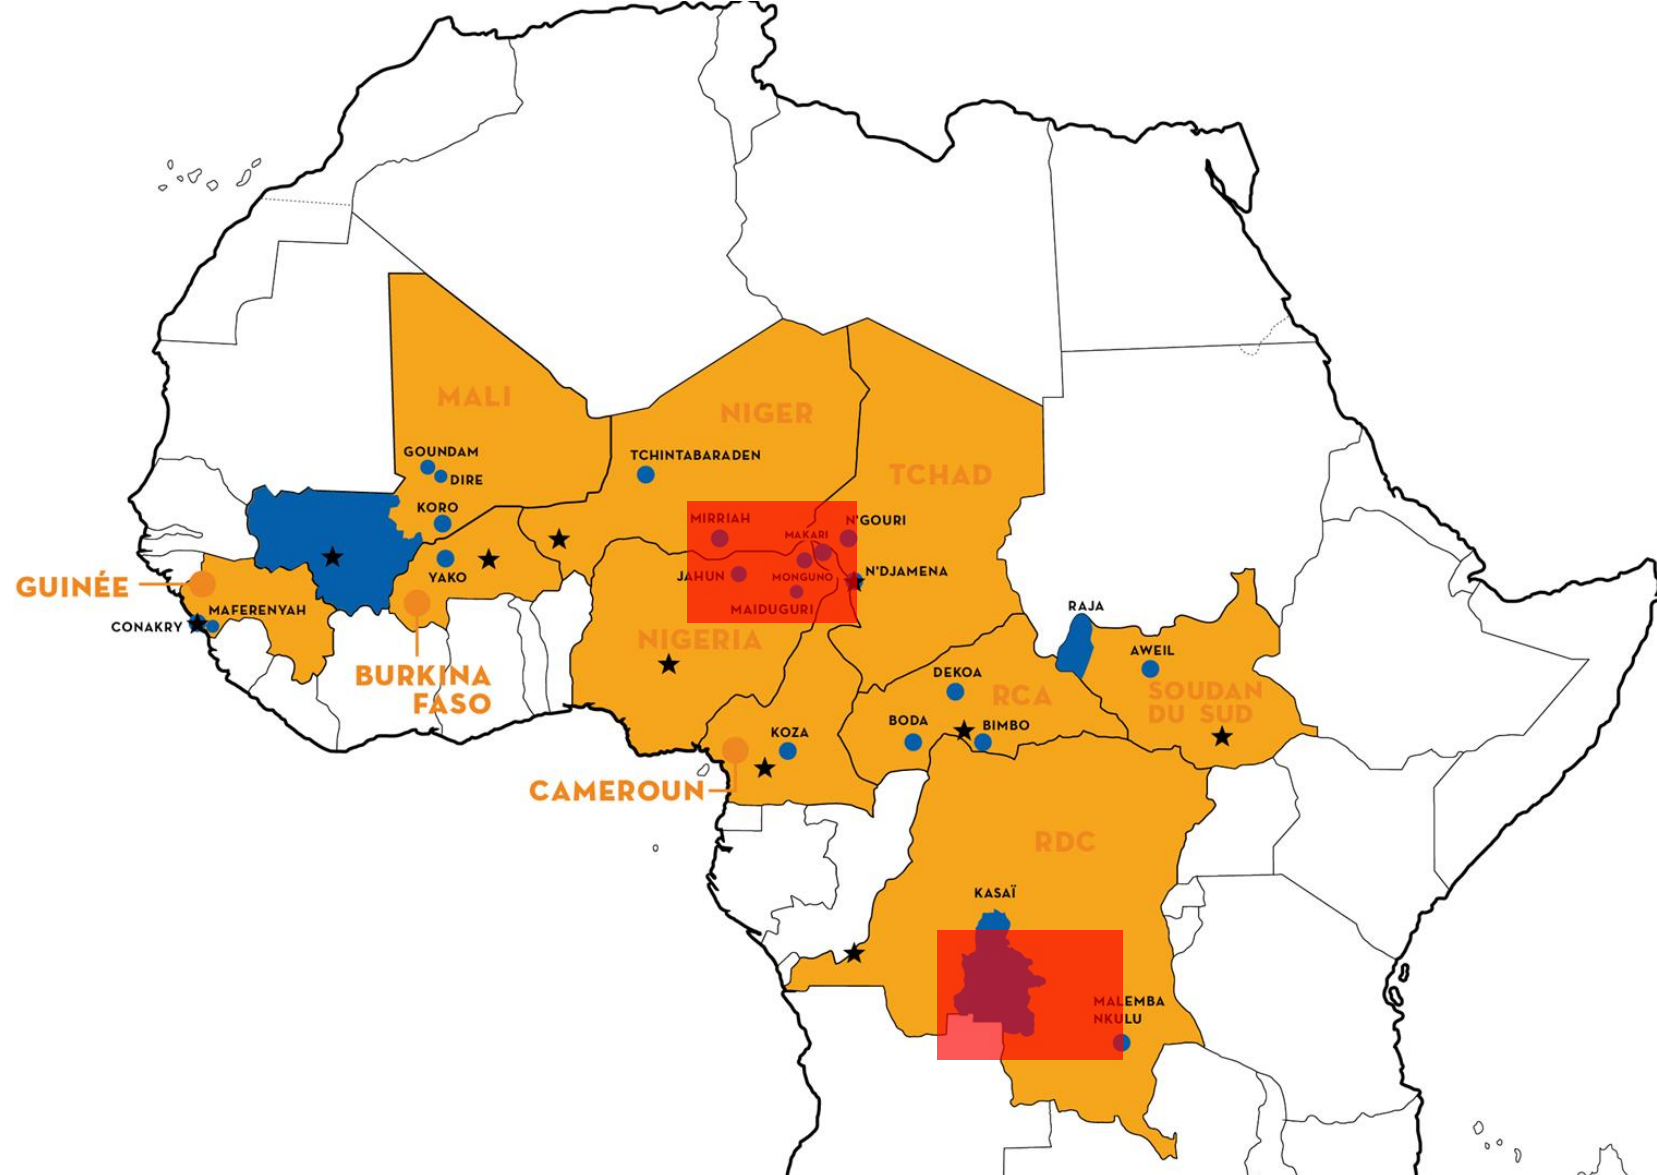 MALI
NIGER
TCHAD
GOUNDAM
DIRE
TCHINTABARADEN
KORO
MIRRIAH
N'GOURI
MAKARI
YAKO
JAHUN
MONGUNO
N'DJAMENA
GUINÉE
MAFERENYAH
MAIDUGURI
RAJA
CONAKRY
NIGERIA
AWEIL
BURKINA
FASO
DEKOA
RCA
SOUDAN
DU SUD
BODA
BIMBO
KOZA
CAMEROUN
RDC
KASAÏ
MALEMBA
NKULU